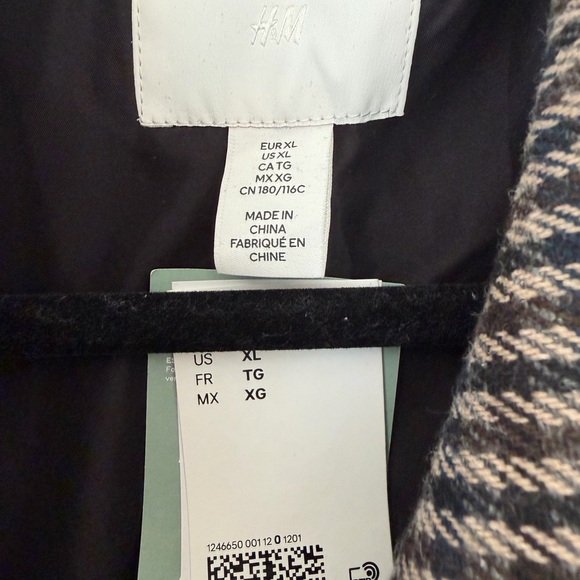 H&M
EUR XL
US XL
CA TG
MX XG
CN 180/116C
MADE IN
CHINA
FABRIQUÉ EN
CHINE
US XL
FR TG
MX XG
1246650 001 12 0 1201